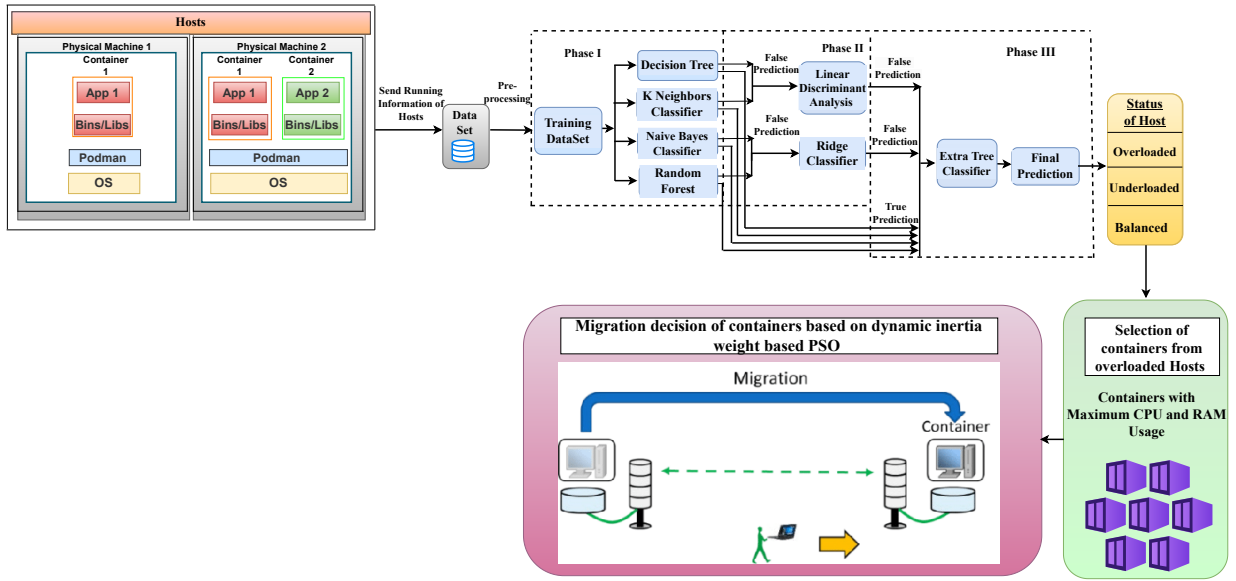 Hosts
Physical Machine 1
Container
1
App 1
Bins/Libs
Podman
OS
Physical Machine 2
Container
1
Container
2
App 1
App 2
Bins/Libs
Bins/Libs
Podman
OS
Send Running
Information of
Hosts
Data
Set
Pre-
processing
Phase I
Training
DataSet
Decision Tree
K Neighbors
Classifier
Naive Bayes
Classifier
Random
Forest
Phase II
False
Prediction
Linear
Discriminant
Analysis
False
Prediction
Ridge
Classifier
Phase III
False
Prediction
False
Prediction
True
Prediction
Extra Tree
Classifier
Final
Prediction
Status
of Host
Overloaded
Underloaded
Balanced
Selection of
containers from
overloaded Hosts
Containers with
Maximum CPU and RAM
Usage
Migration decision of containers based on dynamic inertia
weight based PSO
Migration
Container